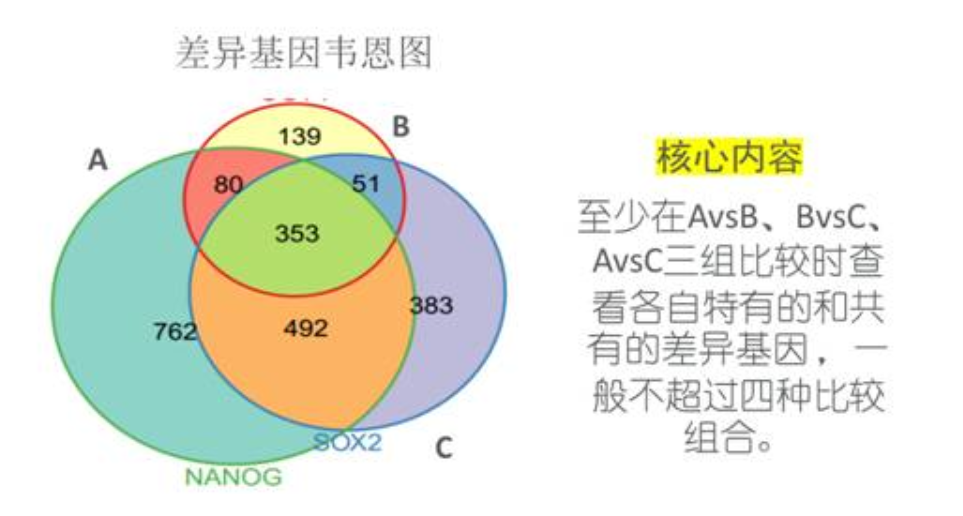 差异基因韦恩图
139
B
A
80
51
353
383
762
492
SOX2
C
NANOG
核心内容
至少在AvsB、BvsC、
AvsC三组比较时查
看各自特有的和共
有的差异基因，一
般不超过四种比较
组合。